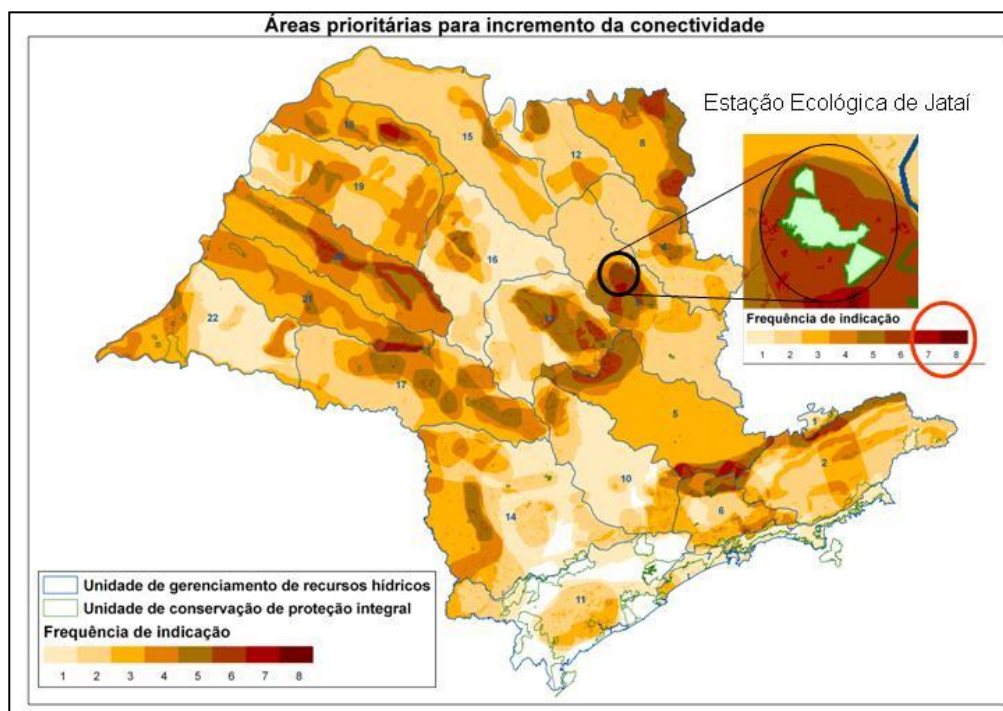 Áreas prioritárias para incremento da conectividade
Estação Ecológica de Jataí
Frequência de indicação
1 2 3 4 5 6 7 8
18
15
12
8
19
4
16
9
20
13
21
22
17
5
1
2
10
6
14
11
Unidade de gerenciamento de recursos hídricos
Unidade de conservação de proteção integral
Frequência de indicação
1 2 3 4 5 6 7 8